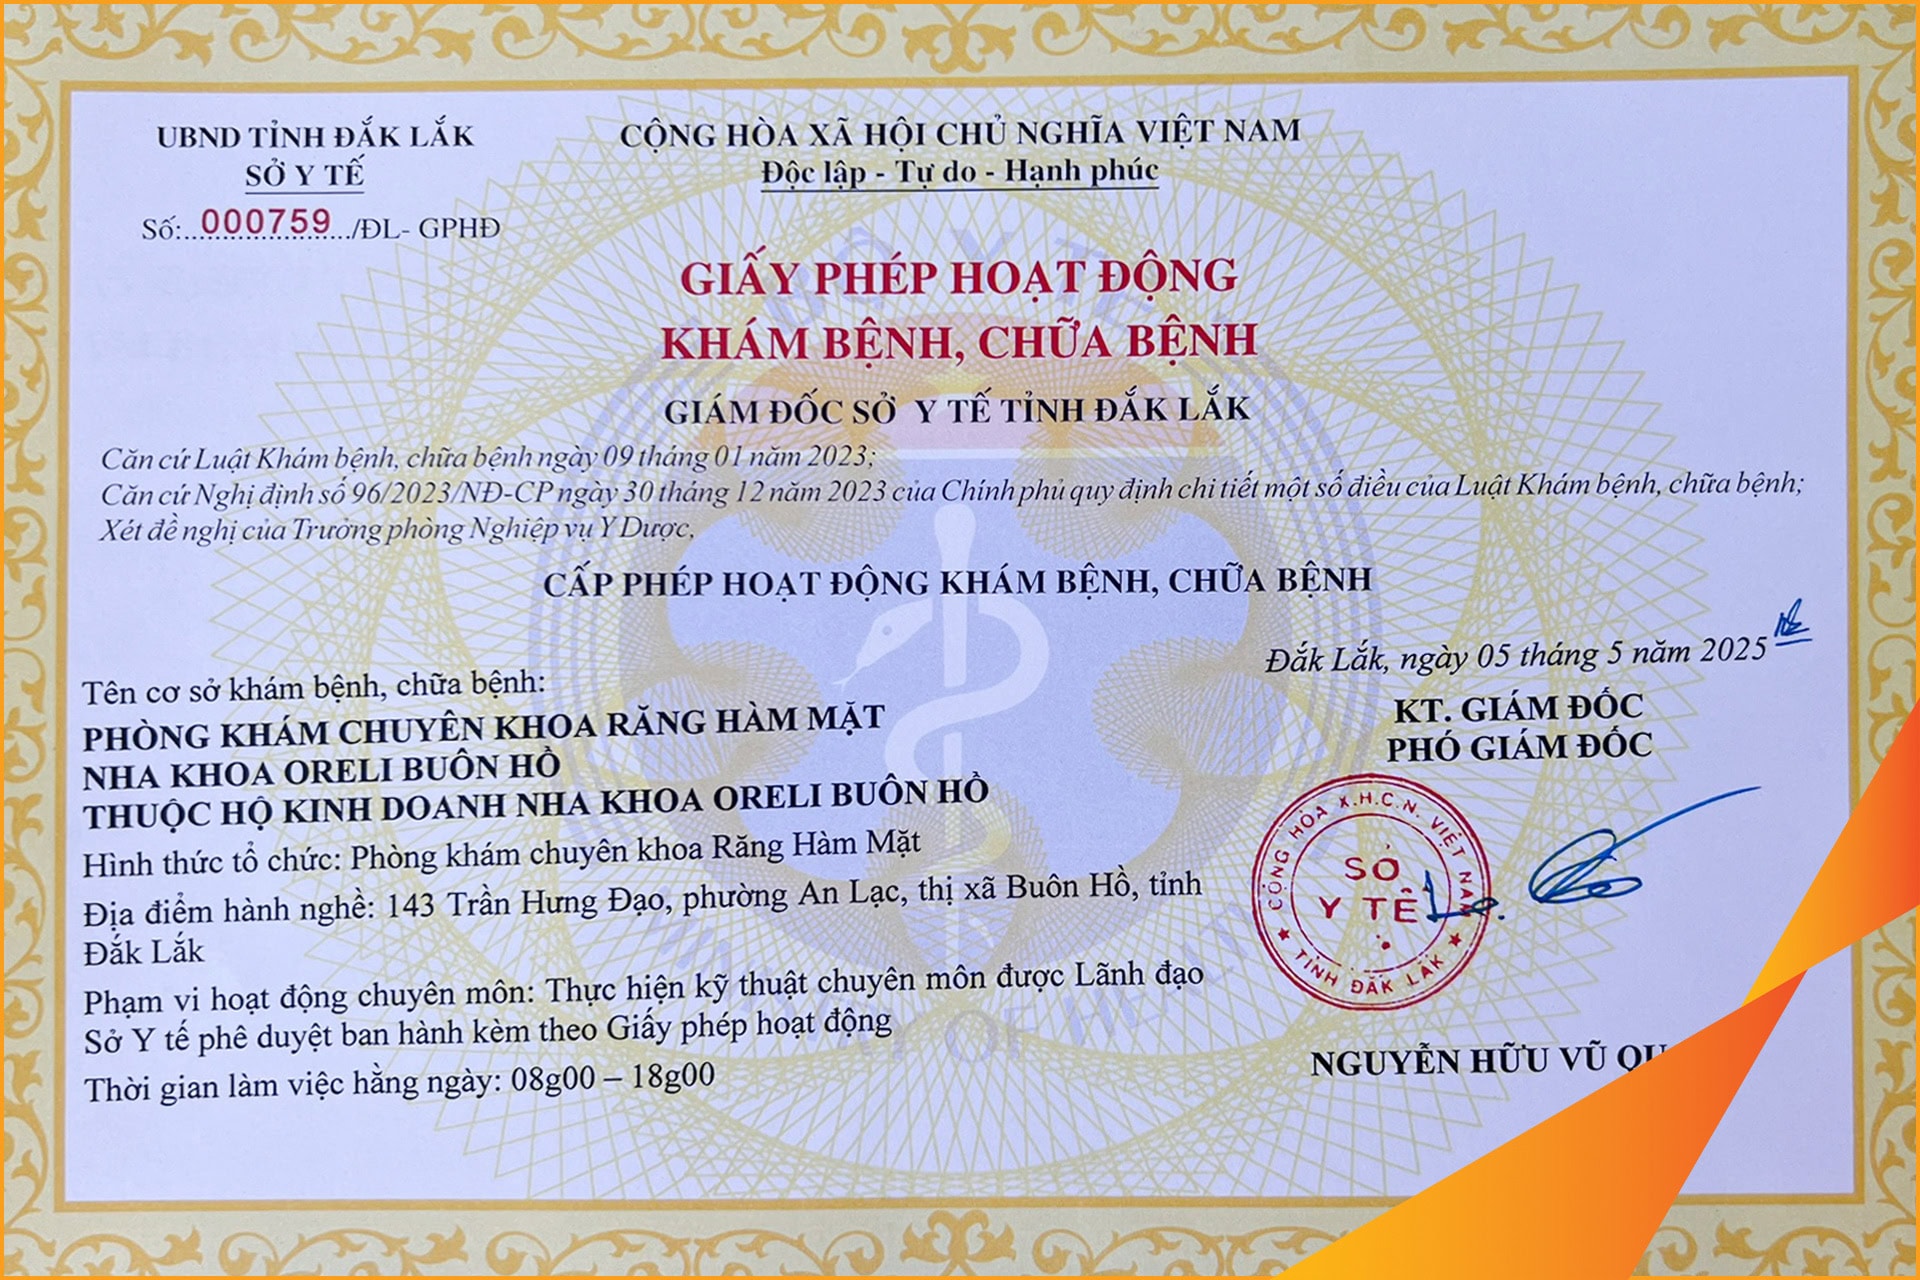 UBND TỈNH ĐẮK LẮK
SỞ Y TẾ
Số:...000759.../ĐL- GPHĐ
CỘNG HÒA XÃ HỘI CHỦ NGHĨA VIỆT NAM
Độc lập - Tự do - Hạnh phúc
GIẤY PHÉP HOẠT ĐỘNG
KHÁM BỆNH, CHỮA BỆNH
GIÁM ĐỐC SỞ Y TẾ TỈNH ĐẮK LẮK
Căn cứ Luật Khám bệnh, chữa bệnh ngày 09 tháng 01 năm 2023;
Căn cứ Nghị định số 96/2023/NĐ-CP ngày 30 tháng 12 năm 2023 của Chính phủ quy định chi tiết một số điều của Luật Khám bệnh, chữa bệnh;
Xét đề nghị của Trưởng phòng Nghiệp vụ Y Dược,
CẤP PHÉP HOẠT ĐỘNG KHÁM BỆNH, CHỮA BỆNH
Tên cơ sở khám bệnh, chữa bệnh:
PHÒNG KHÁM CHUYÊN KHOA RĂNG HÀM MẶT
NHA KHOA ORELI BUÔN HỒ
THUỘC HỘ KINH DOANH NHA KHOA ORELI BUÔN HỒ
Hình thức tổ chức: Phòng khám chuyên khoa Răng Hàm Mặt
Địa điểm hành nghề: 143 Trần Hưng Đạo, phường An Lạc, thị xã Buôn Hồ, tỉnh
Đắk Lắk
Phạm vi hoạt động chuyên môn: Thực hiện kỹ thuật chuyên môn được Lãnh đạo
Sở Y tế phê duyệt ban hành kèm theo Giấy phép hoạt động
Thời gian làm việc hằng ngày: 08g00 – 18g00
Đắk Lắk, ngày 05 tháng 5 năm 2025
KT. GIÁM ĐỐC
PHÓ GIÁM ĐỐC
CỘNG HÒA X.H.C.N. VIỆT NAM
SỞ
Y TẾ
TỈNH ĐẮK LẮK
NGUYỄN HỮU VŨ